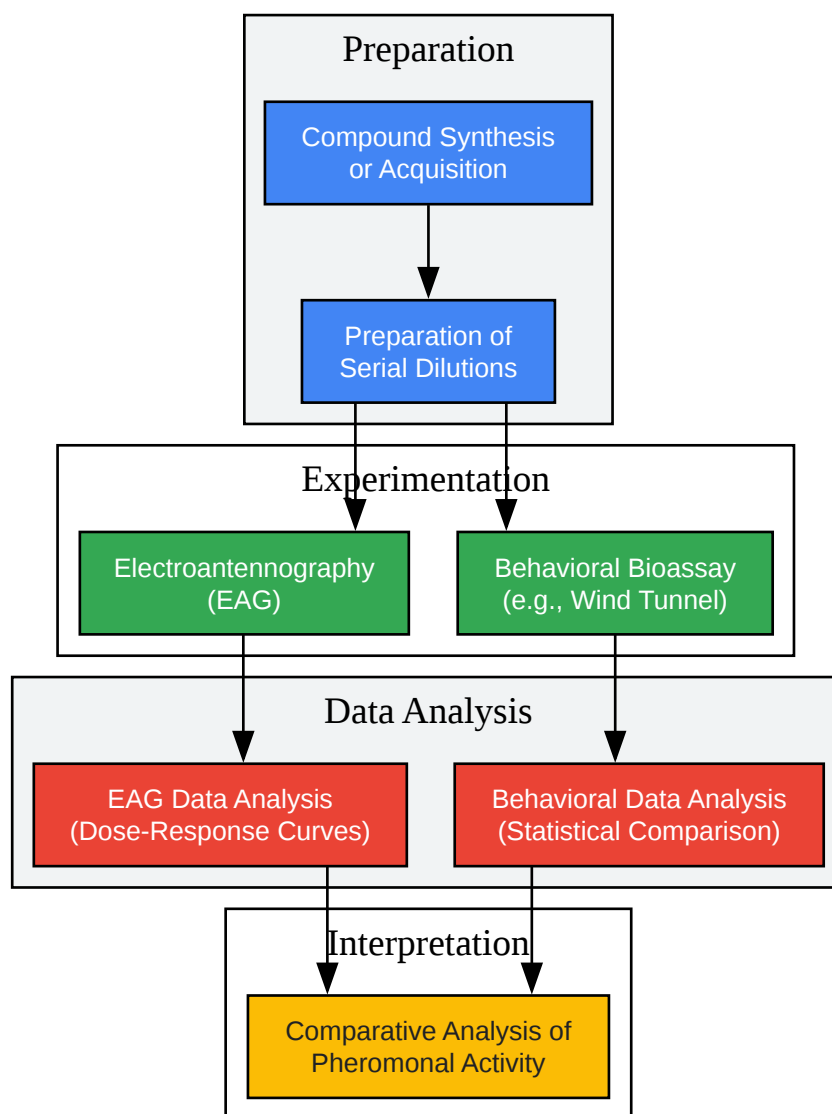 Preparation
Compound Synthesis
or Acquisition
Preparation of
Serial Dilutions
Experimentation
Electroantennography
(EAG)
Behavioral Bioassay
(e.g., Wind Tunnel)
Data Analysis
EAG Data Analysis
(Dose-Response Curves)
Behavioral Data Analysis
(Statistical Comparison)
Interpretation
Comparative Analysis of
Pheromonal Activity